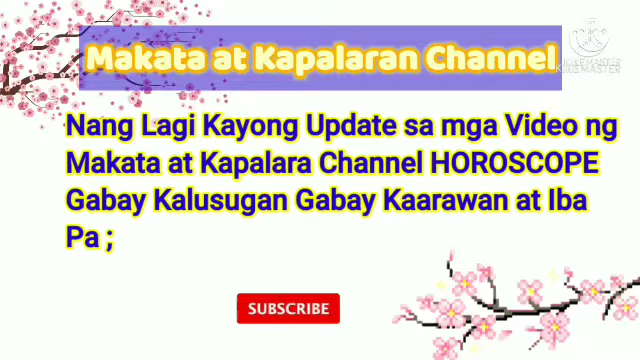 Makata at Kapalaran Channel
KINEMASTER
Nang Lagi Kayong Update sa mga Video ng
Makata at Kapalara Channel HOROSCOPE
Gabay Kalusugan Gabay Kaarawan at Iba
Pa ;
SUBSCRIBE